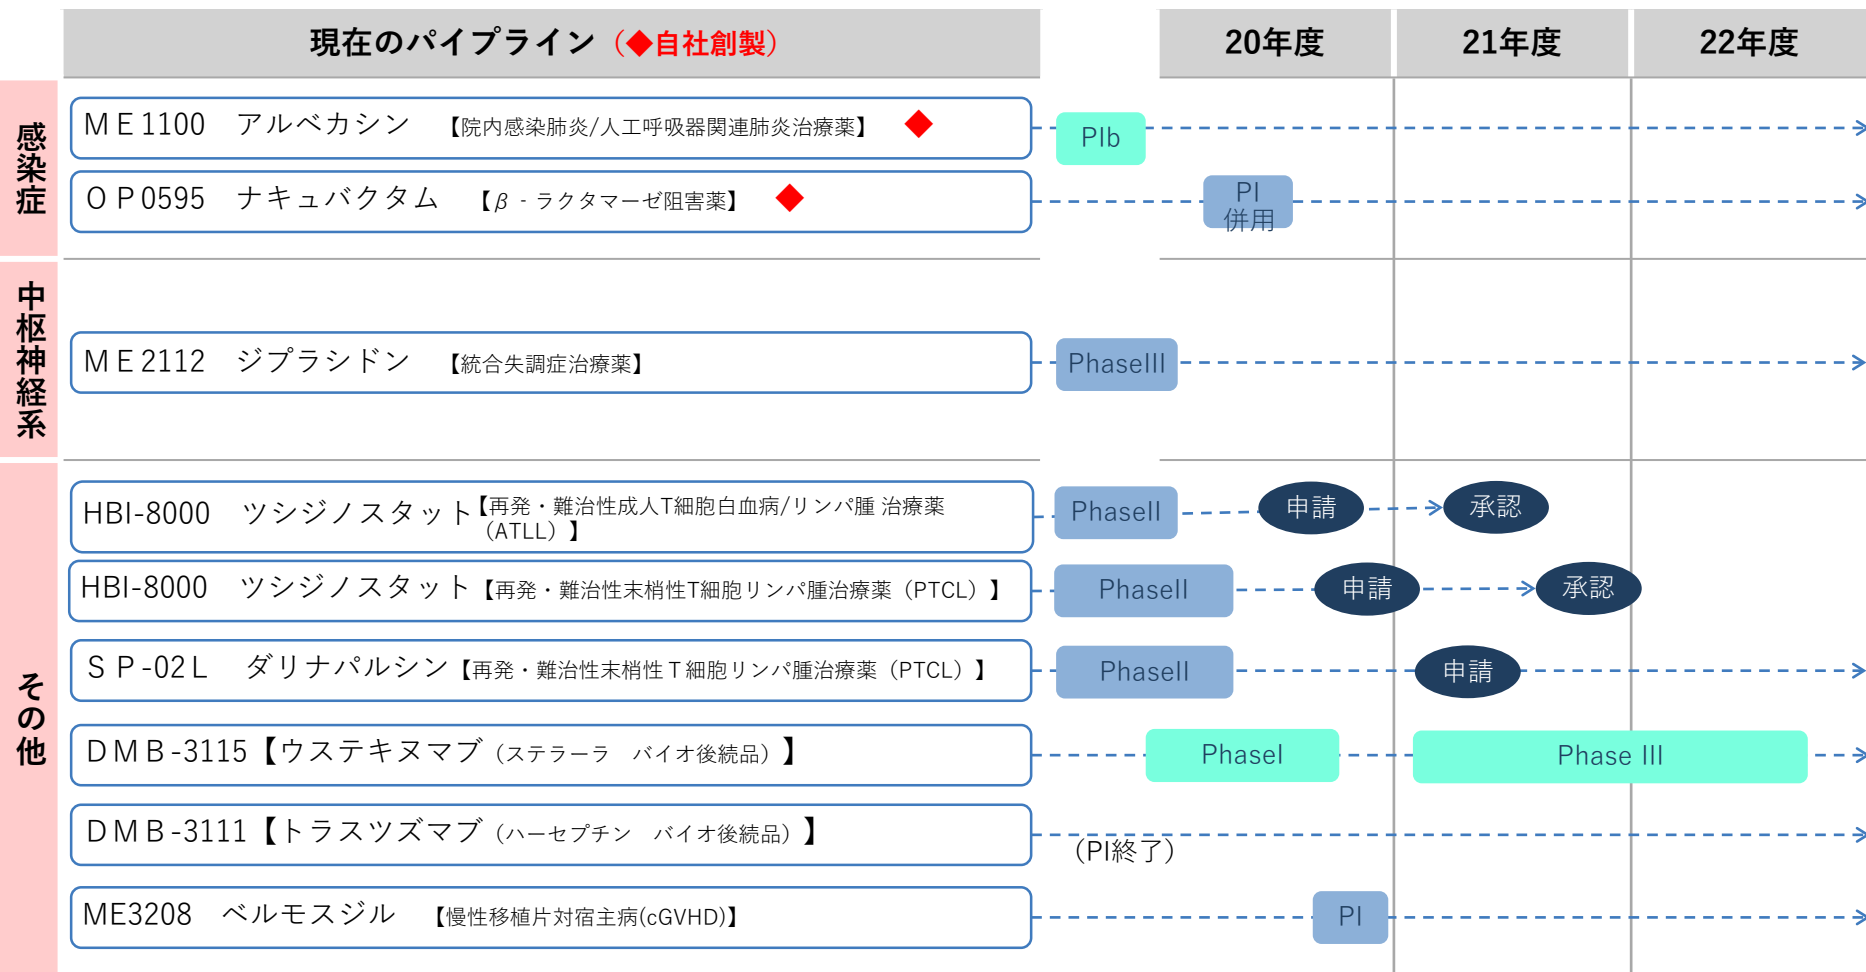 現在のパイプライン（◆自社創製）
20年度
21年度
22年度
感染症
ＭＥ1100　アルベカシン　【院内感染肺炎/人工呼吸器関連肺炎治療薬】　◆
PIb
ＯＰ0595　ナキュバクタム　【β‐ラクタマーゼ阻害薬】　◆
PI
併用
中枢神経系
ＭＥ2112　ジプラシドン　【統合失調症治療薬】
PhaseIII
その他
HBI-8000　ツシジノスタット【再発・難治性成人T細胞白血病/リンパ腫 治療薬
（ATLL）】
PhaseII
申請
承認
HBI-8000　ツシジノスタット【再発・難治性末梢性T細胞リンパ腫治療薬（PTCL）】
PhaseII
申請
承認
ＳＰ-02Ｌ　ダリナパルシン【再発・難治性末梢性Ｔ細胞リンパ腫治療薬（PTCL）】
PhaseII
申請
ＤＭＢ-3115【ウステキヌマブ（ステラーラ　バイオ後続品）】
PhaseI
Phase III
ＤＭＢ-3111【トラスツズマブ（ハーセプチン　バイオ後続品）】
（PI終了）
ME3208　ベルモスジル　【慢性移植片対宿主病(cGVHD)】
PI